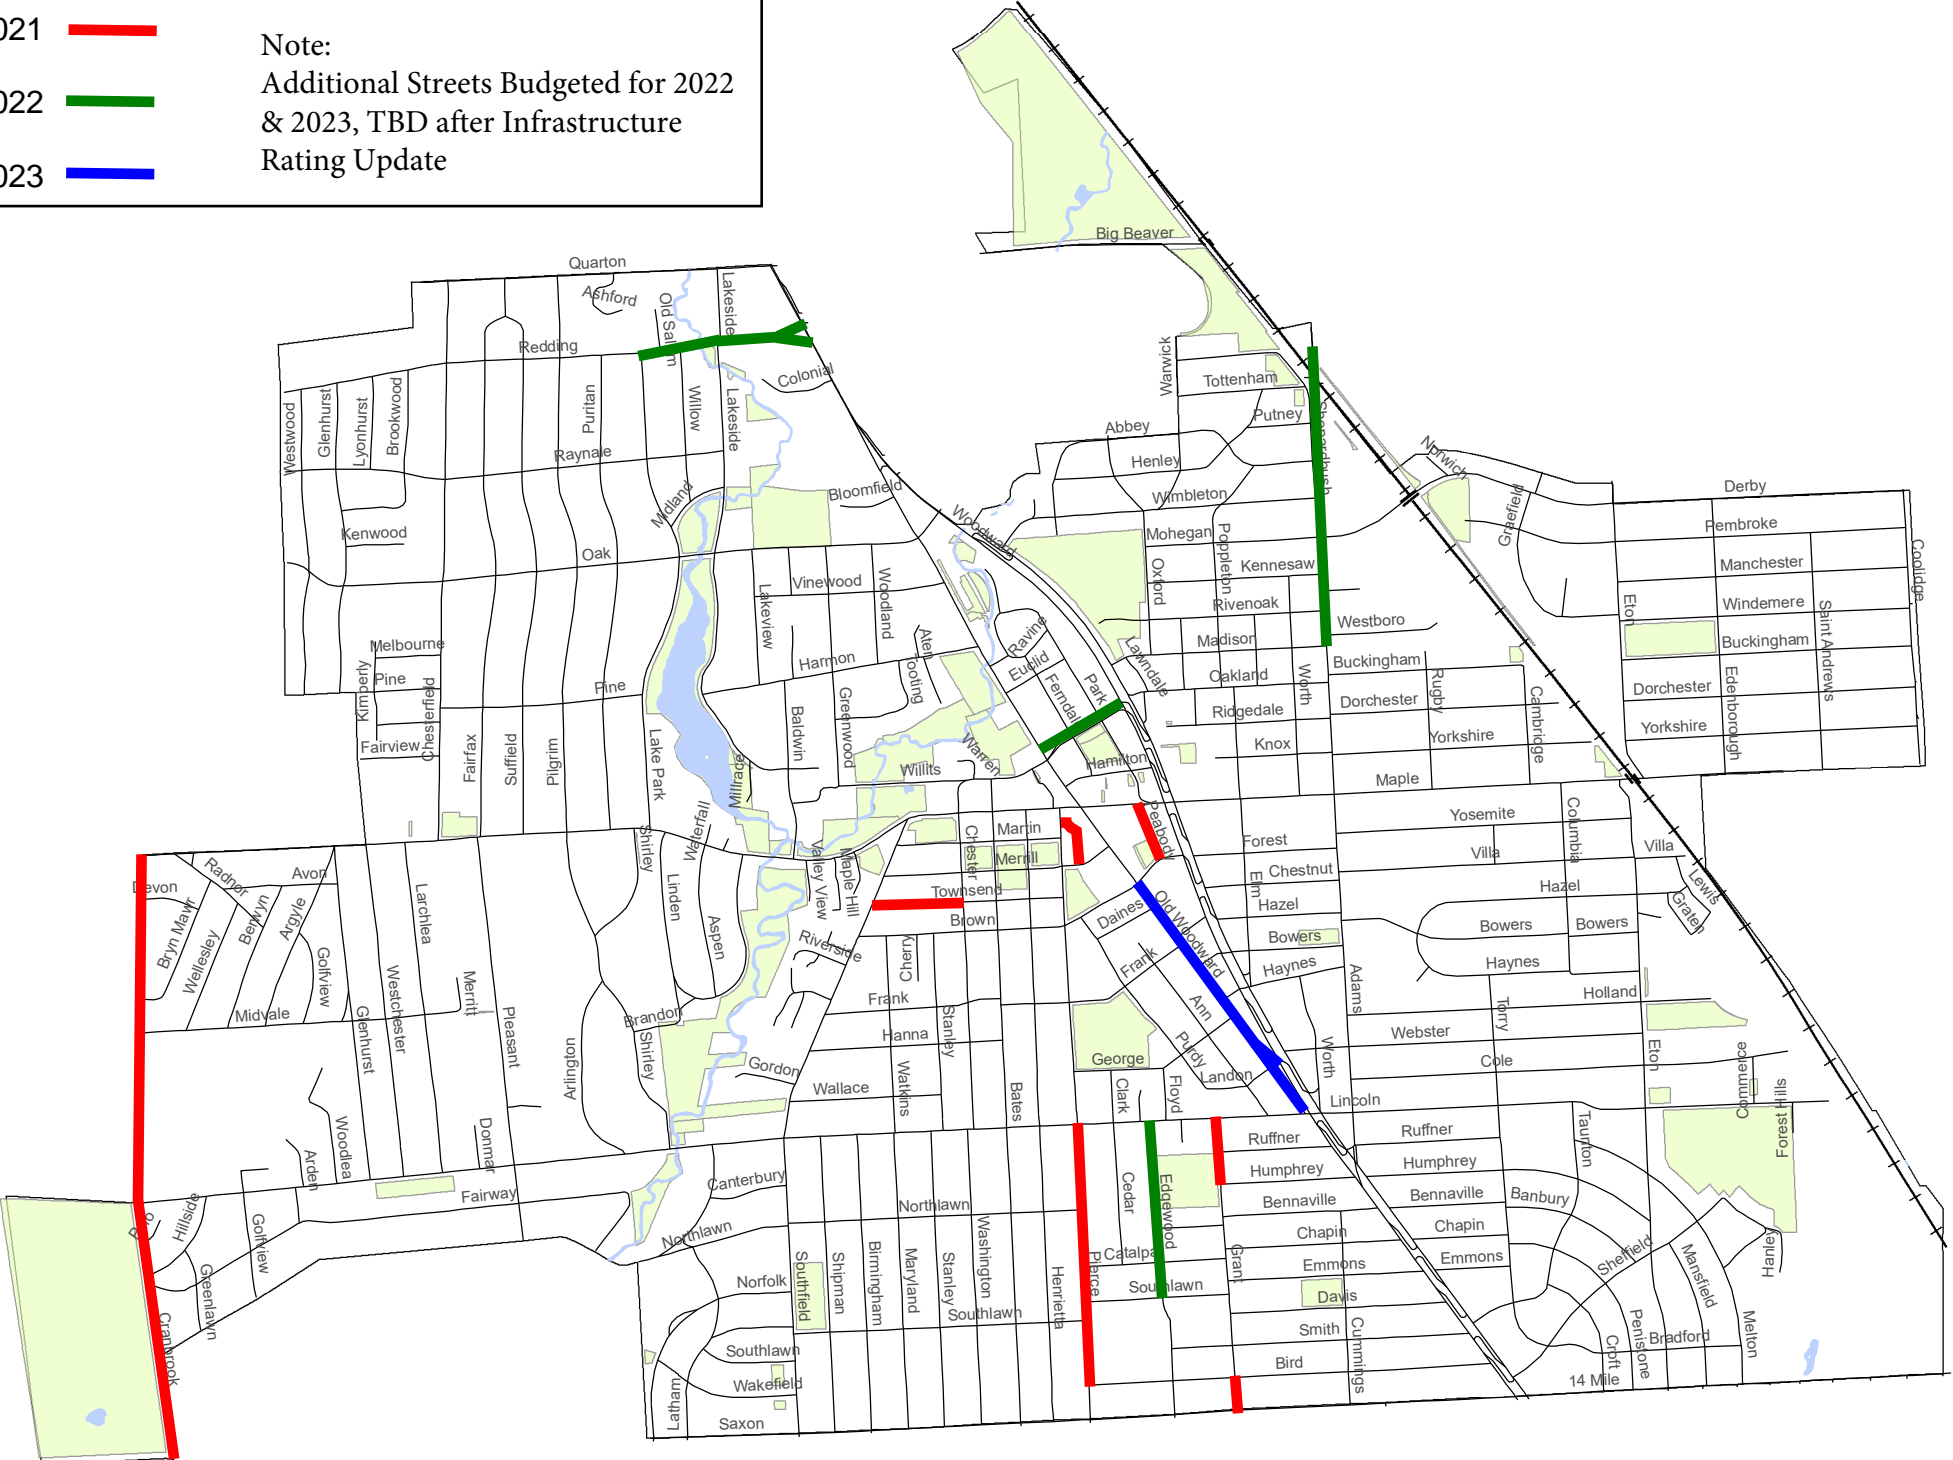 021
Note:
Additional Streets Budgeted for 2022
022
& 2023, TBD after Infrastructure
Rating Update
023
Big Beaver
Quarton
Ashford
Lakeside
Redding
Colonial
Warwick
Tottenham
Putney
Abbey
Henley
Wimbleton
Mohegan
Poppleton
Kennesaw
Oxford
Rivenoak
Madison
Oakland
Lawndale
Worth
Ridgedale
Knox
Westwood
Glenhurst
Lyonhurst
Brookwood
Puritan
Willow
Lakeside
Raynale
Midland
Bloomfield
Woodward
Norwich
Graefield
Derby
Pembroke
Coolidge
Manchester
Windemere
Eton
Buckingham
Saint Andrews
Dorchester
Edenborough
Yorkshire
Kenwood
Oak
Vinewood
Woodland
Lakeview
Aten
Harmon
Tooting
Ravine
Euclid
Park
Westboro
Buckingham
Rugby
Dorchester
Cambridge
Yorkshire
Maple
Melbourne
Pine
Kimberly
Chesterfield
Fairview
Pine
Fairfax
Suffield
Pilgrim
Lake Park
Baldwin
Greenwood
Willits
Warren
Hamilton
Millrace
Waterfall
Shirley
Linden
Aspen
Valley View
Maple Hill
Chester
Martin
Merrill
Townsend
Brown
Peabody
Daines
Old Woodward
Forest
Chestnut
Elm
Hazel
Bowers
Haynes
Yosemite
Columbia
Villa
Villa
Hazel
Lewis
Graten
Bowers
Bowers
Haynes
Holland
Torry
Webster
Cole
Adams
Worth
Lincoln
Eton
Commerce
Forest Hills
Devon
Radnor
Avon
Bryn Mawr
Wellesley
Berwyn
Argyle
Golfview
Midvale
Larchlea
Westchester
Glenhurst
Merritt
Pleasant
Arlington
Brandon
Shirley
Riverside
Cherry
Frank
Hanna
Stanley
Gordon
Wallace
Watkins
Bates
Frank
Ann
Purdy
George
Landon
Clark
Floyd
Woodlea
Arden
Donmar
Fairway
Canterbury
Northlawn
Northlawn
Hillside
Golfview
Greenlawn
Cranbrook
Norfolk
Southfield
Shipman
Birmingham
Maryland
Stanley
Washington
Southlawn
Henrietta
Pierce
Cedar
Catalpa
Edgewood
Grant
Ruffner
Humphrey
Bennaville
Chapin
Emmons
Davis
Smith
Bird
Cummings
Ruffner
Humphrey
Bennaville
Chapin
Emmons
Taunton
Banbury
Sheffield
Mansfield
Harley
Melton
Bradford
Penistone
Croft
14 Mile
Southlawn
Wakefield
Latham
Saxon